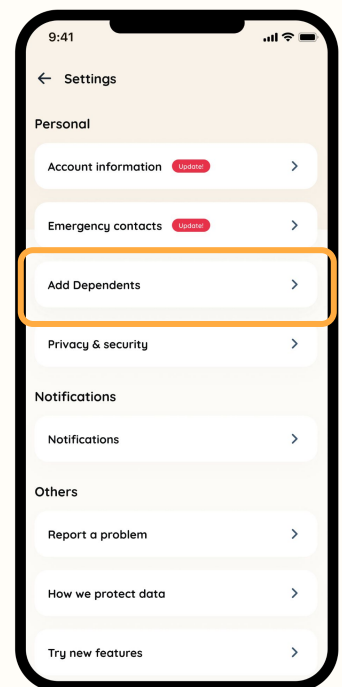 9:41
Settings
Personal
Account information Update!
Emergency contacts Update!
Add Dependents
Privacy & security
Notifications
Notifications
Others
Report a problem
How we protect data
Try new features